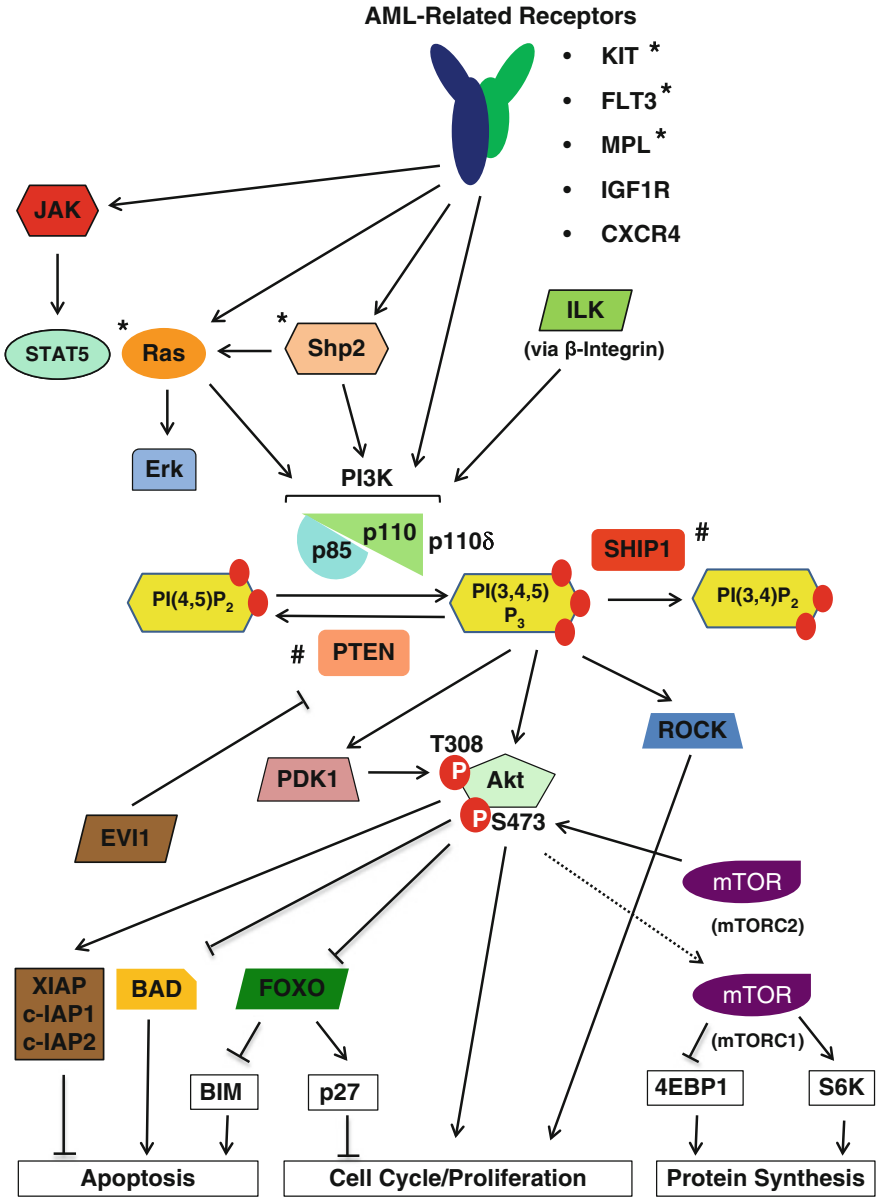 AML-Related Receptors
• KIT *
• FLT3 *
• MPL *
• IGF1R
• CXCR4
JAK
ILK
(via β-Integrin)
STAT5
* Ras
* Shp2
Erk
PI3K
p85
p110
p110δ
SHIP1 #
PI(4,5)P2
PI(3,4,5)
P3
PI(3,4)P2
# PTEN
ROCK
T308
PDK1
P
Akt
P S473
EVI1
mTOR
(mTORC2)
XIAP
c-IAP1
c-IAP2
BAD
FOXO
mTOR
(mTORC1)
BIM
p27
4EBP1
S6K
Apoptosis
Cell Cycle/Proliferation
Protein Synthesis